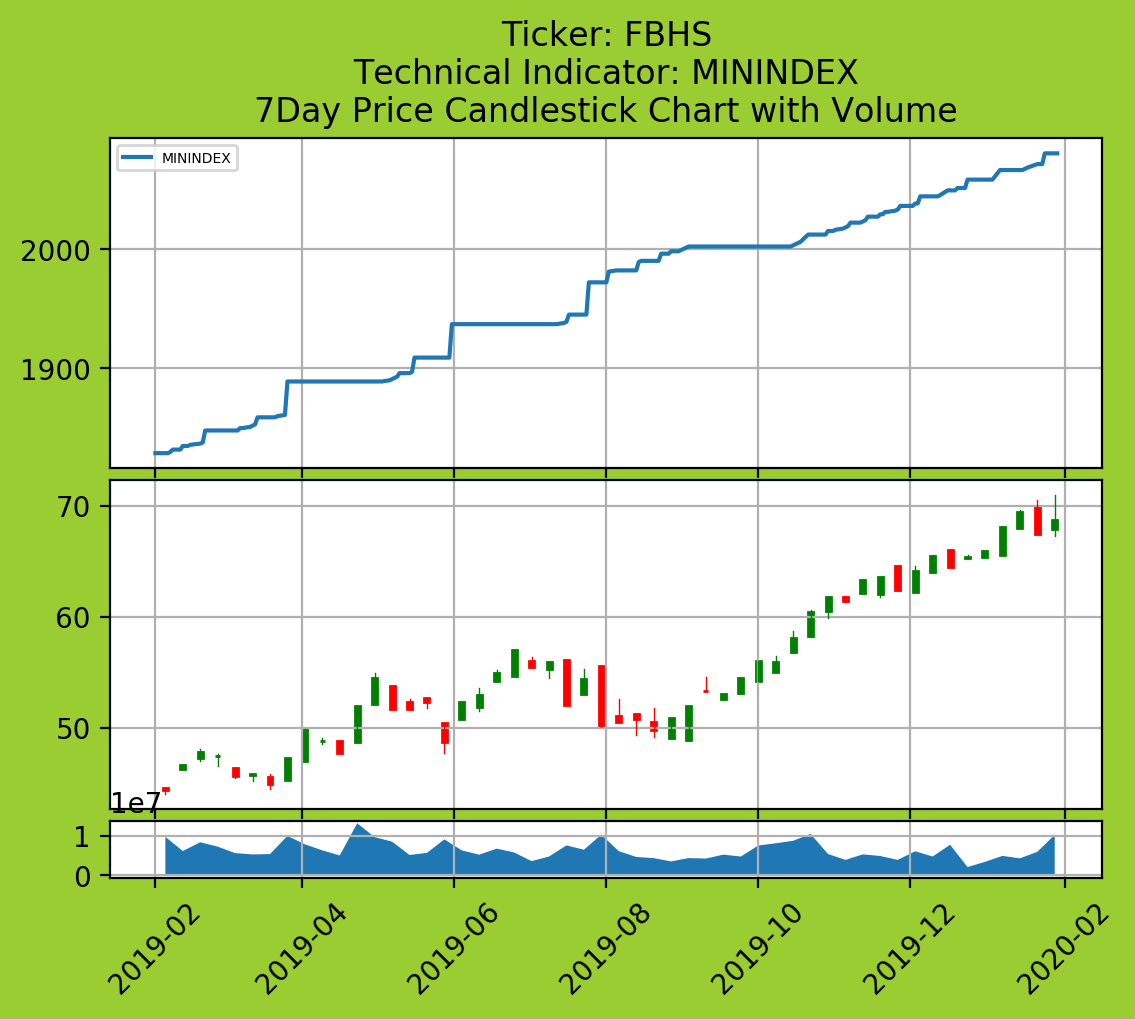 Ticker: FBHS
Technical Indicator: MININDEX
7Day Price Candlestick Chart with Volume
MININDEX
2000
1900
70
60
50
1e7
1
0
2019-02
2019-04
2019-06
2019-08
2019-10
2019-12
2020-02